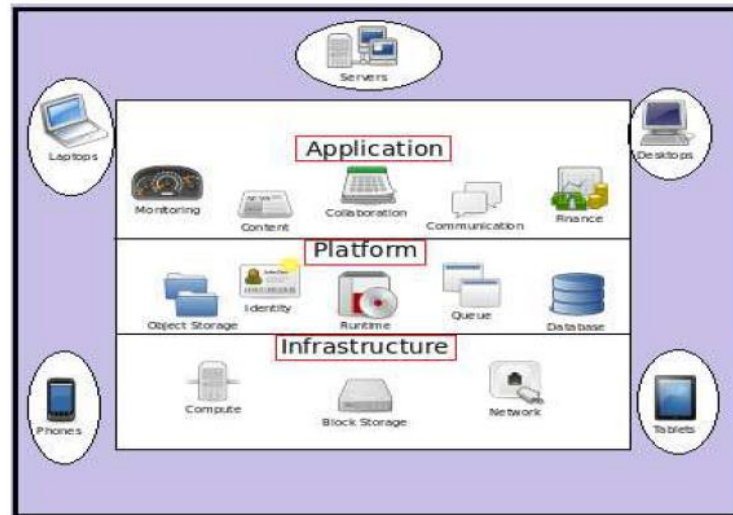 Servers
Laptops
Desktops
Application
Monitoring
Content
Collaboration
Communication
Finance
Platform
Object Storage
Identity
Runtime
Queue
Database
Infrastructure
Compute
Block Storage
Network
Phones
Tablets